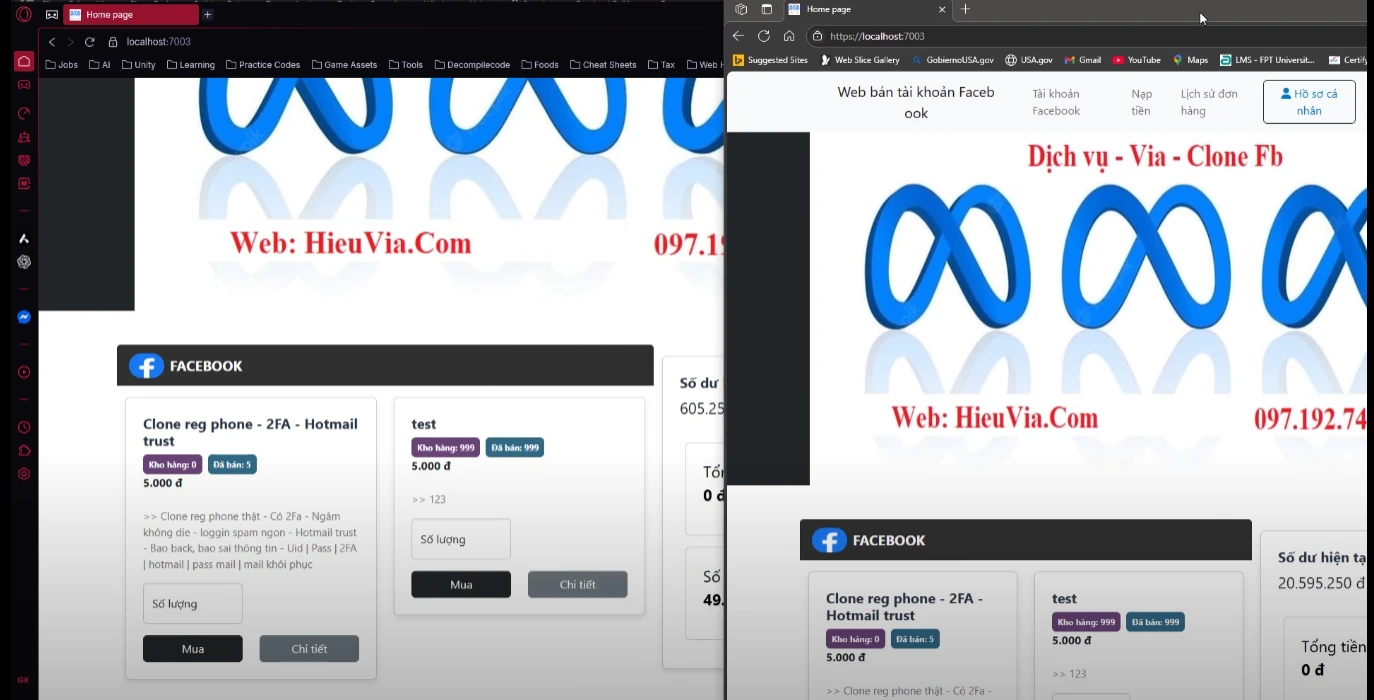 Home page
localhost:7003
Jobs
AI
Unity
Learning
Practice Codes
Game Assets
Tools
Decompilecode
Foods
Cheat Sheets
Tax
Web H
Web: HieuVia.Com
097.19
FACEBOOK
Clone reg phone - 2FA - Hotmail
trust
Kho hàng: 0
Đã bán: 5
5.000 đ
>> Clone reg phone thật - Có 2Fa - Ngâm
không die - loggin spam ngon - Hotmail trust
- Bao back, bao sai thông tin - Uid | Pass | 2FA
| hotmail | pass mail | mail khôi phục
Số lượng
Mua
Chi tiết
test
Kho hàng: 999
Đã bán: 999
5.000 đ
>> 123
Số lượng
Mua
Chi tiết
Số dư
605.25
Tổn
0 đ
Số
49.
GX
Home page
https://localhost:7003
Suggested Sites
Web Slice Gallery
GobiernoUSA.gov
USA.gov
Gmail
YouTube
Maps
LMS - FPT Universit...
Certify
Web bán tài khoản Faceb
ook
Tài khoản
Facebook
Nạp
tiền
Lịch sử đơn
hàng
Hồ sơ cá
nhân
Dịch vụ - Via - Clone Fb
Web: HieuVia.Com
097.192.74
FACEBOOK
Clone reg phone - 2FA -
Hotmail trust
Kho hàng: 0
Đã bán: 5
5.000 đ
>> Clone reg phone thật - Có 2Fa -
test
Kho hàng: 999
Đã bán: 999
5.000 đ
>> 123
Số dư hiện tạ
20.595.250 đ
Tổng tiền
0 đ